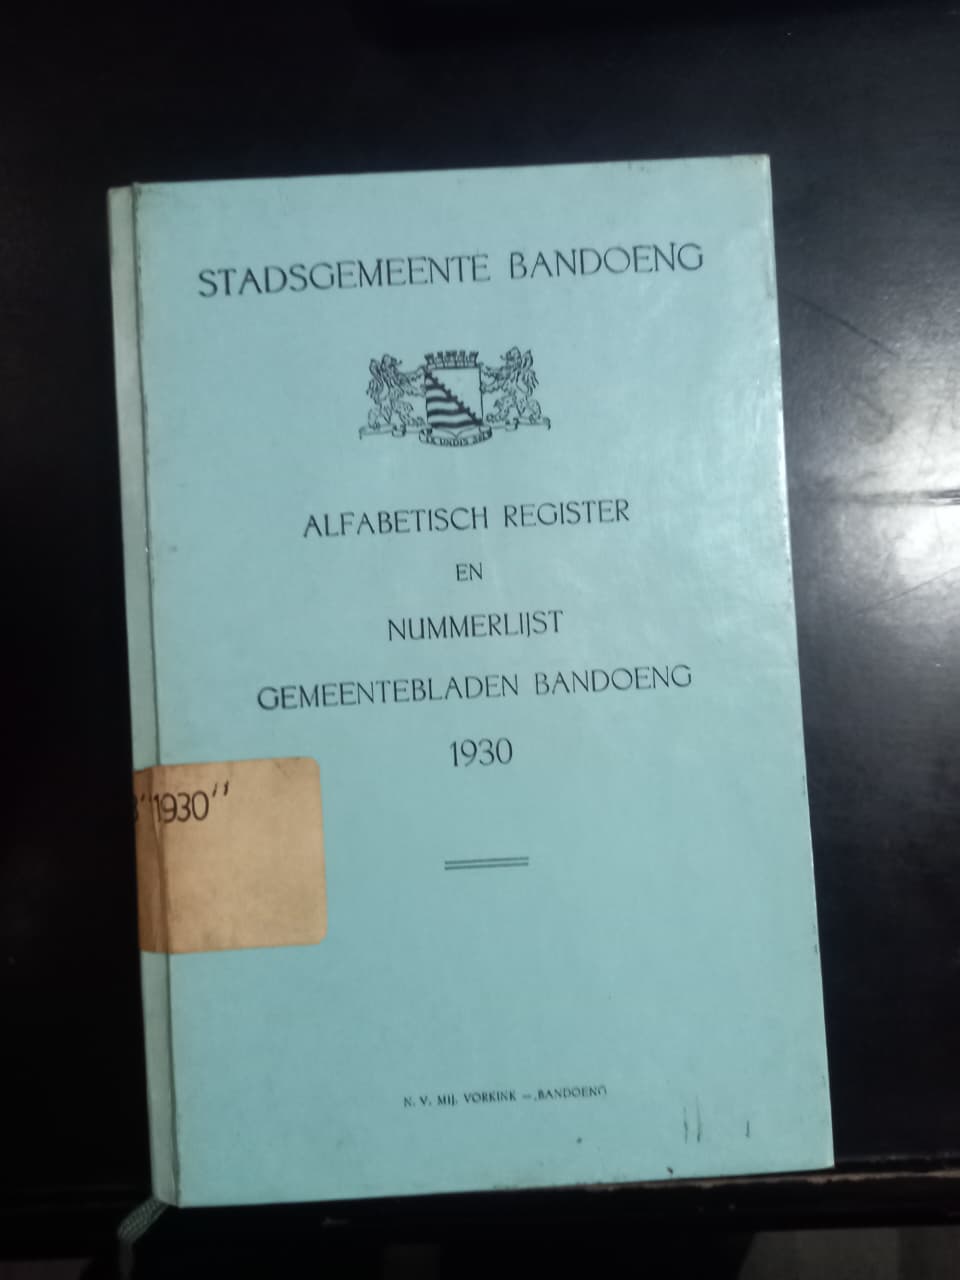 STADSGEMEENTE BANDOENG
EX UNDIS SOL
ALFABETISCH REGISTER
EN
NUMMERLIJST
GEMEENTEBLADEN BANDOENG
1930
"1930"
N. V. MIJ. VORKINK — BANDOENG